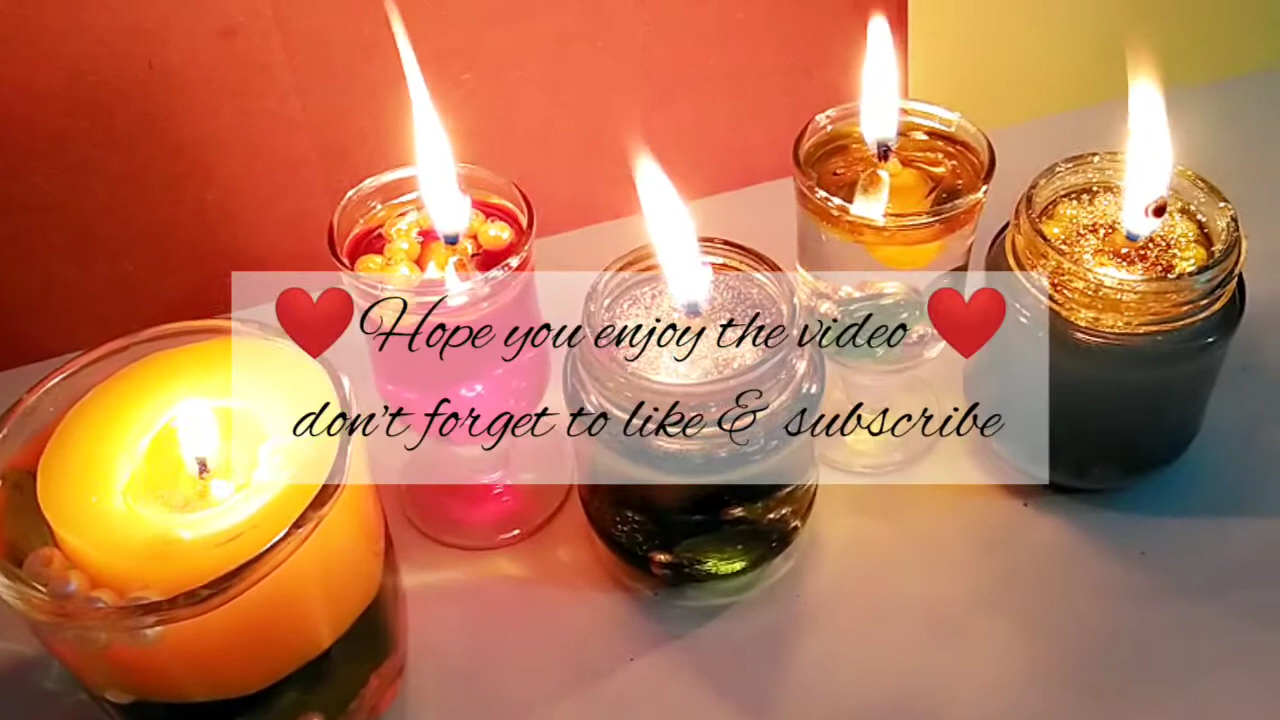 ❤️Hope you enjoy the video❤️
don't forget to like & subscribe